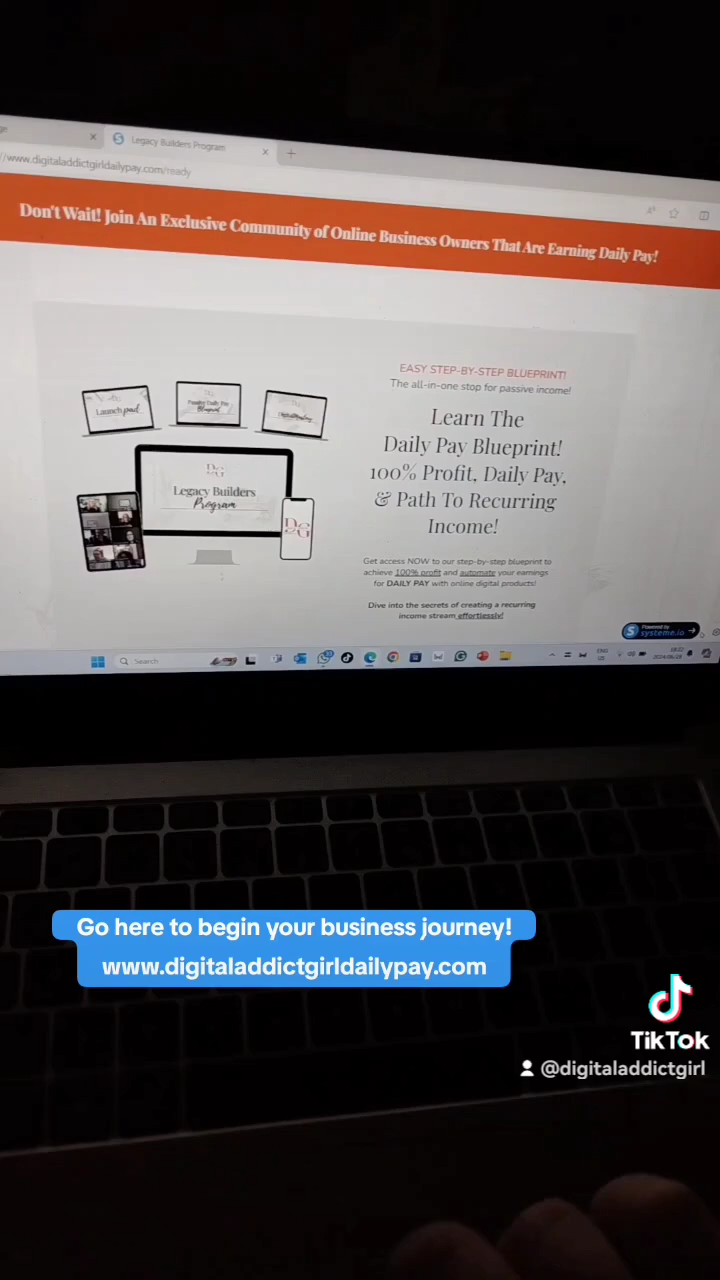 Legacy Builders Program
//www.digitaladdictgirldailypay.com/ready
Don't Wait! Join An Exclusive Community of Online Business Owners That Are Earning Daily Pay!
EASY STEP-BY-STEP BLUEPRINT!
The all-in-one stop for passive income!
Learn The
Daily Pay Blueprint!
100% Profit, Daily Pay,
& Path To Recurring
Income!
Get access NOW to our step-by-step blueprint to
achieve 100% profit and automate your earnings
for DAILY PAY with online digital products!
Dive into the secrets of creating a recurring
income stream effortlessly!
Launchpad
Legacy Builders
Program
Powered by
systeme.io
Search
ENG
US
18:22
Go here to begin your business journey!
www.digitaladdictgirldailypay.com
TikTok
@digitaladdictgirl